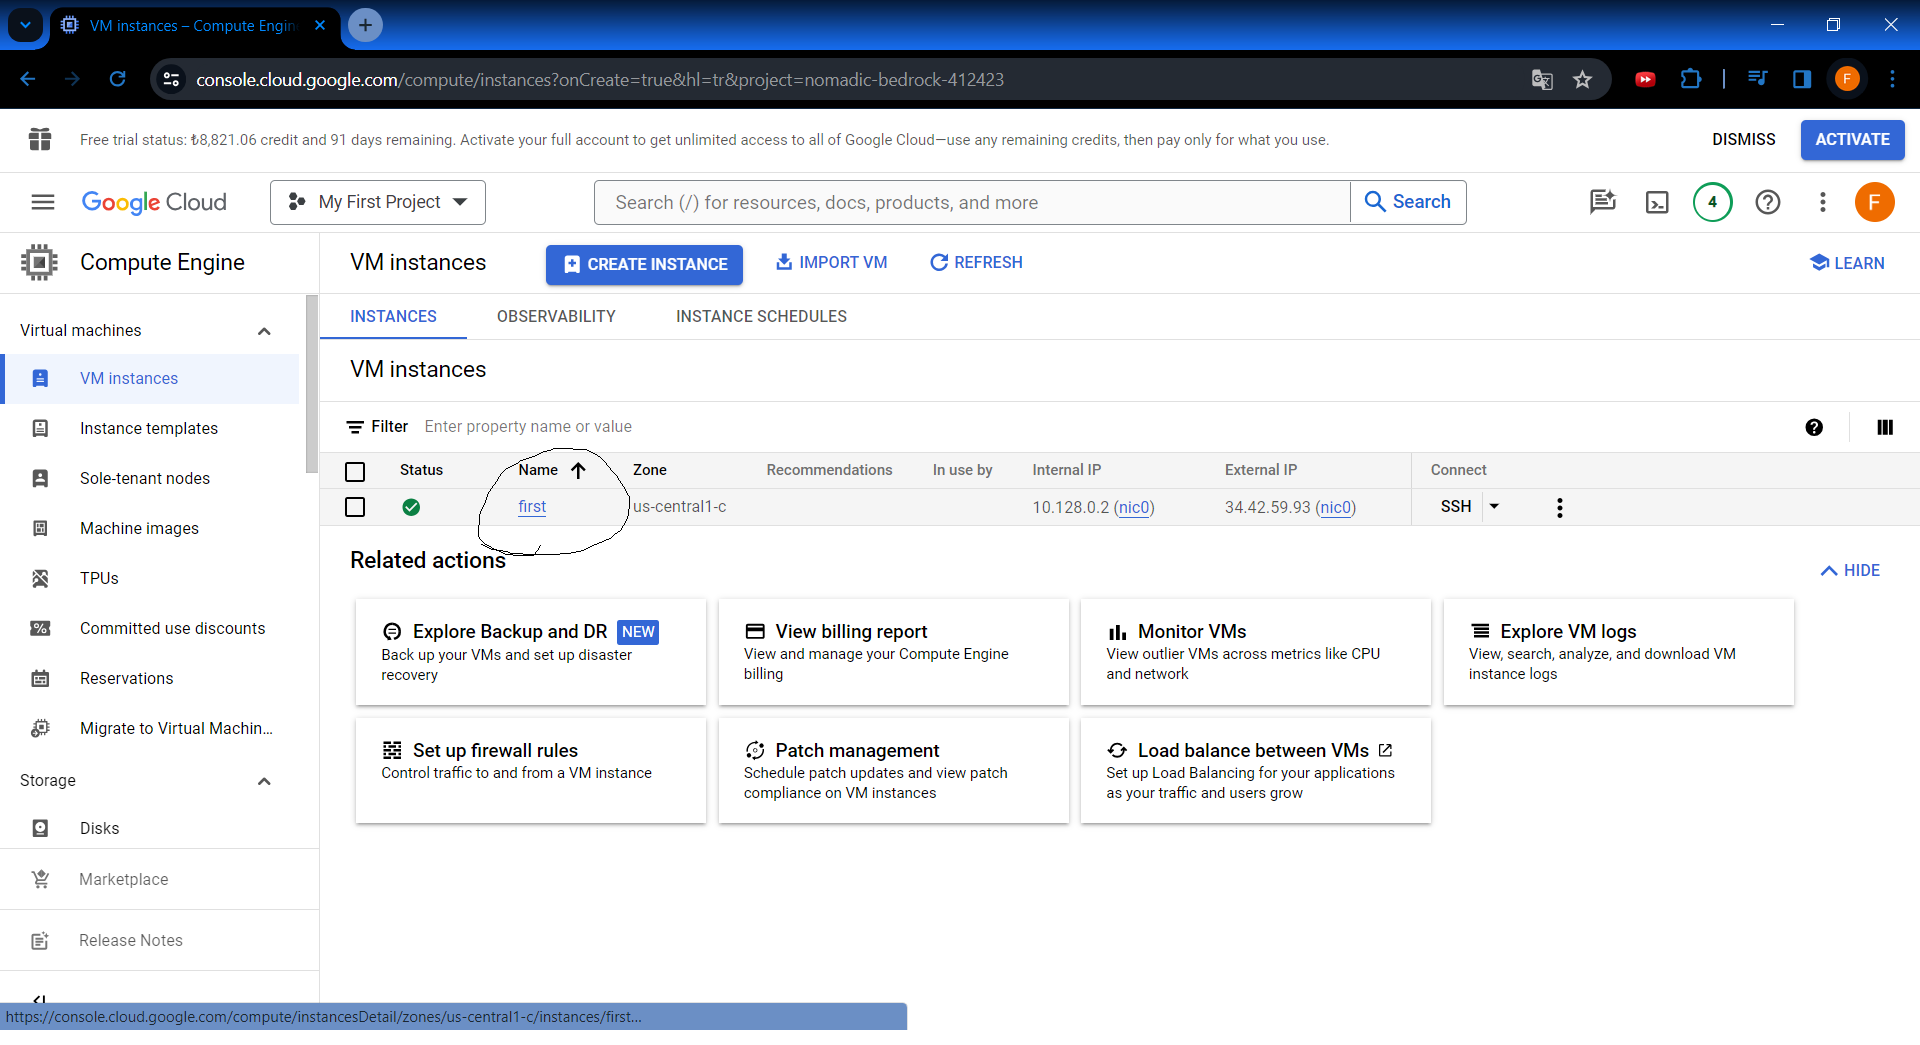 VM instances – Compute Engin
console.cloud.google.com/compute/instances?onCreate=true&hl=tr&project=nomadic-bedrock-412423
F
Free trial status: ₺8,821.06 credit and 91 days remaining. Activate your full account to get unlimited access to all of Google Cloud—use any remaining credits, then pay only for what you use.
DISMISS
ACTIVATE
Google Cloud
My First Project
Search (/) for resources, docs, products, and more
Search
4
F
Compute Engine
VM instances
CREATE INSTANCE
IMPORT VM
REFRESH
LEARN
Virtual machines
VM instances
Instance templates
Sole-tenant nodes
Machine images
TPUs
Committed use discounts
Reservations
Migrate to Virtual Machin...
Storage
Disks
Marketplace
Release Notes
INSTANCES OBSERVABILITY INSTANCE SCHEDULES
VM instances
Filter Enter property name or value
Status Name Zone Recommendations In use by Internal IP External IP Connect
first us-central1-c 10.128.0.2 (nic0) 34.42.59.93 (nic0) SSH
Related actions
HIDE
Explore Backup and DR NEW
Back up your VMs and set up disaster
recovery
View billing report
View and manage your Compute Engine
billing
Monitor VMs
View outlier VMs across metrics like CPU
and network
Explore VM logs
View, search, analyze, and download VM
instance logs
Set up firewall rules
Control traffic to and from a VM instance
Patch management
Schedule patch updates and view patch
compliance on VM instances
Load balance between VMs
Set up Load Balancing for your applications
as your traffic and users grow
https://console.cloud.google.com/compute/instancesDetail/zones/us-central1-c/instances/first...